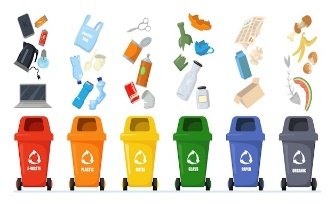 E-WASTE
PLASTIC
METAL
GLASS
PAPER
ORGANIC